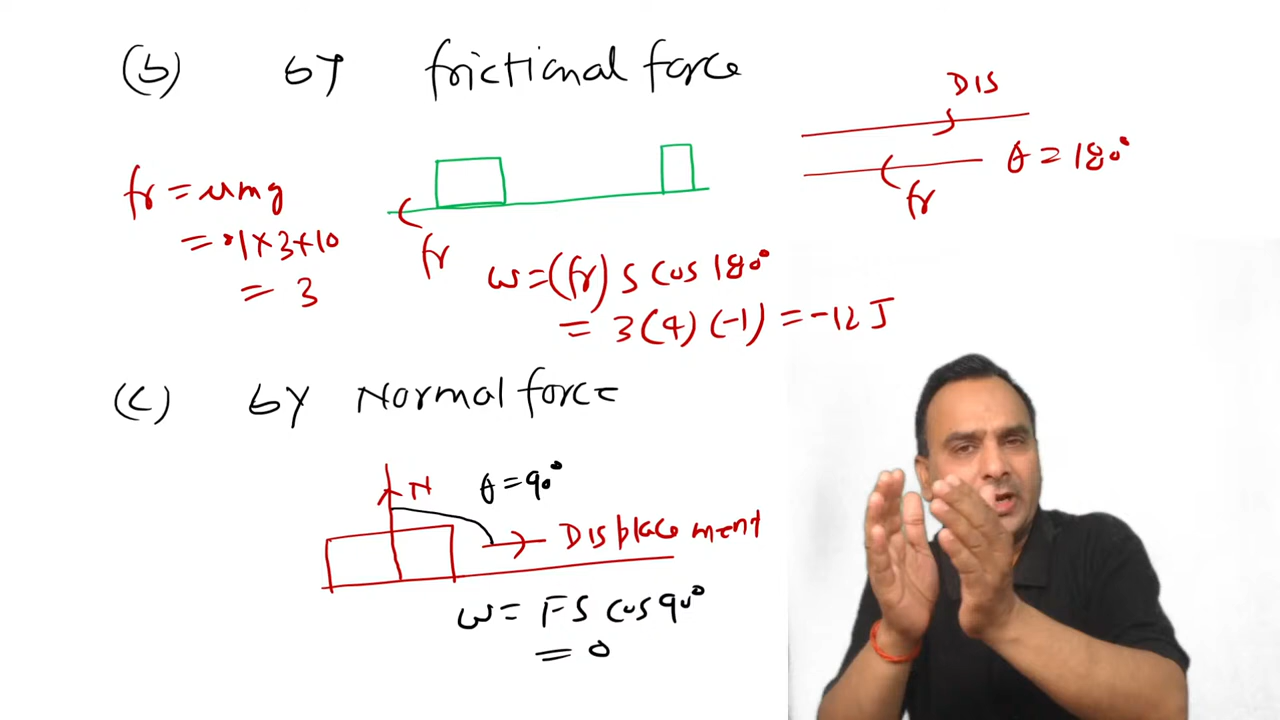 (b) by frictional force
DIS
θ = 180°
fr
fr = μmg
= .1×3×10
= 3
fr
w = (fr) S cos 180°
= 3(4)(-1) = -12 J
(c) by Normal force
N
θ = 90°
Displacement
w = FS cos 90°
= 0